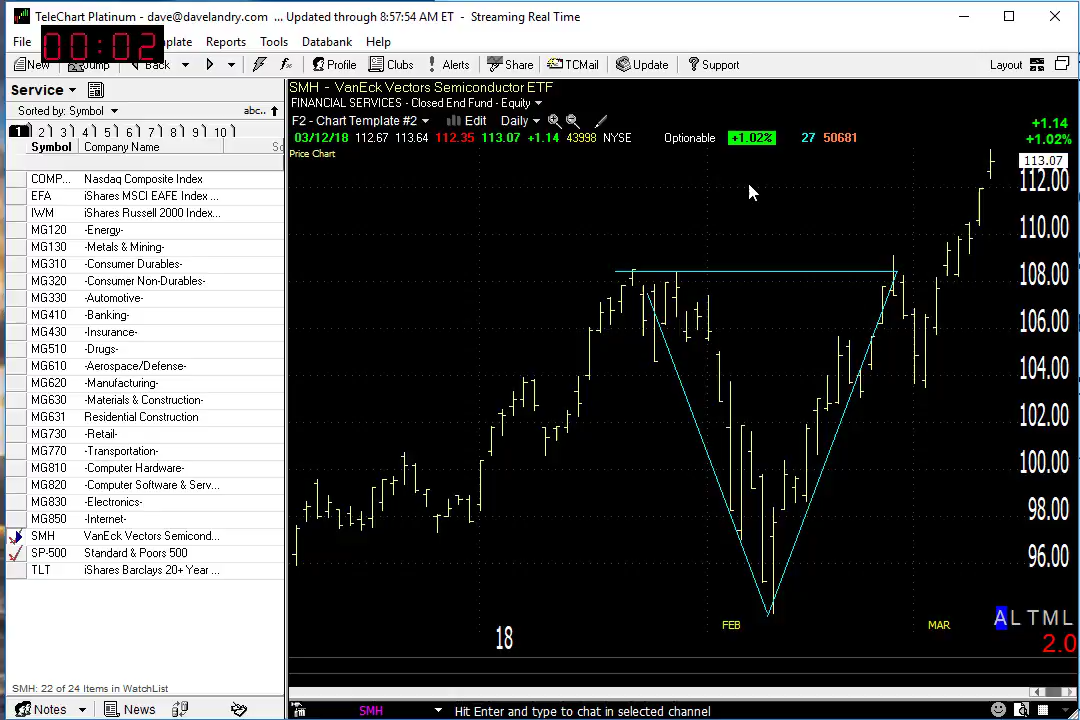 TeleChart Platinum - dave@davelandry.com ... Updated through 8:57:54 AM ET - Streaming Real Time
File 00:02 plate Reports Tools Databank Help
New Jump Back Profile Clubs Alerts Share TCMail Update Support Layout
Service
Sorted by: Symbol abc..
1 2 3 4 5 6 7 8 9 10
Symbol Company Name
COMP... Nasdaq Composite Index
EFA iShares MSCI EAFE Index ...
IWM iShares Russell 2000 Index...
MG120 -Energy-
MG130 -Metals & Mining-
MG310 -Consumer Durables-
MG320 -Consumer Non-Durables-
MG330 -Automotive-
MG410 -Banking-
MG430 -Insurance-
MG510 -Drugs-
MG610 -Aerospace/Defense-
MG620 -Manufacturing-
MG630 -Materials & Construction-
MG631 Residential Construction
MG730 -Retail-
MG770 -Transportation-
MG810 -Computer Hardware-
MG820 -Computer Software & Serv...
MG830 -Electronics-
MG850 -Internet-
SMH VanEck Vectors Semicond...
SP-500 Standard & Poors 500
TLT iShares Barclays 20+ Year ...
SMH: 22 of 24 Items in WatchList
Notes News
SMH - VanEck Vectors Semiconductor ETF
FINANCIAL SERVICES - Closed End Fund - Equity
F2 - Chart Template #2 Edit Daily
03/12/18 112.67 113.64 112.35 113.07 +1.14 43998 NYSE Optionable +1.02% 27 50681
+1.14
+1.02%
Price Chart
113.07
112.00
110.00
108.00
106.00
104.00
102.00
100.00
98.00
96.00
18 FEB MAR
A L T M L
2.0
SMH Hit Enter and type to chat in selected channel